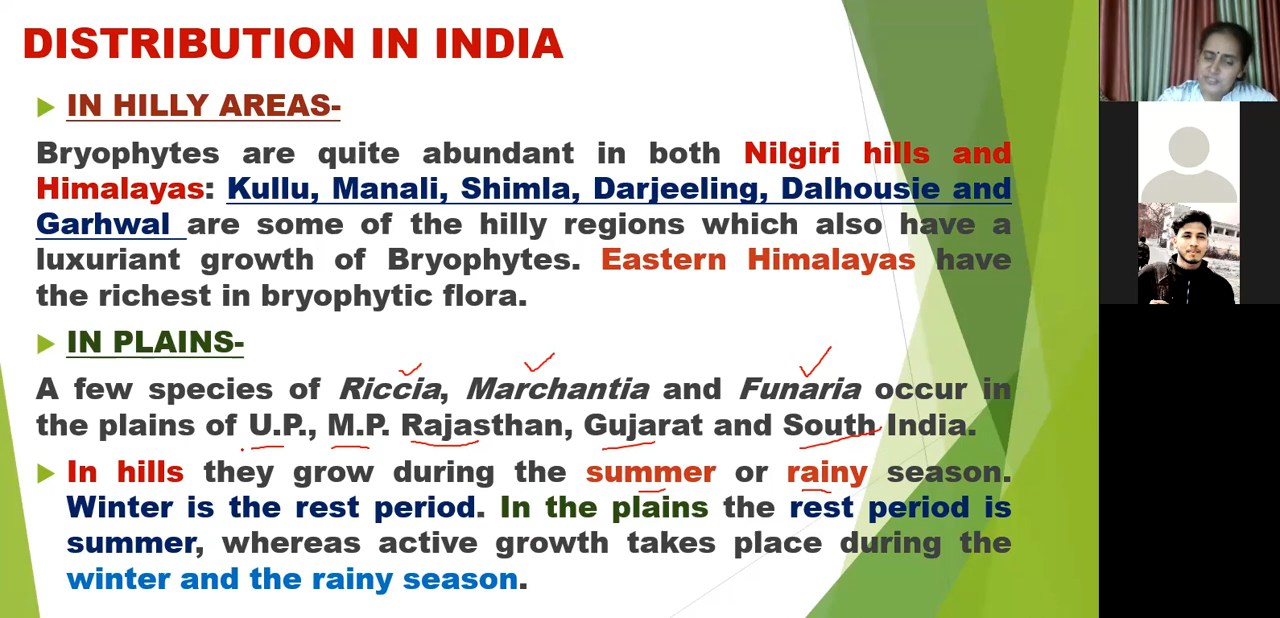 DISTRIBUTION IN INDIA
IN HILLY AREAS-
Bryophytes are quite abundant in both Nilgiri hills and
Himalayas: Kullu, Manali, Shimla, Darjeeling, Dalhousie and
Garhwal are some of the hilly regions which also have a
luxuriant growth of Bryophytes. Eastern Himalayas have
the richest in bryophytic flora.
IN PLAINS-
A few species of Riccia, Marchantia and Funaria occur in
the plains of U.P., M.P. Rajasthan, Gujarat and South India.
In hills they grow during the summer or rainy season.
Winter is the rest period. In the plains the rest period is
summer, whereas active growth takes place during the
winter and the rainy season.